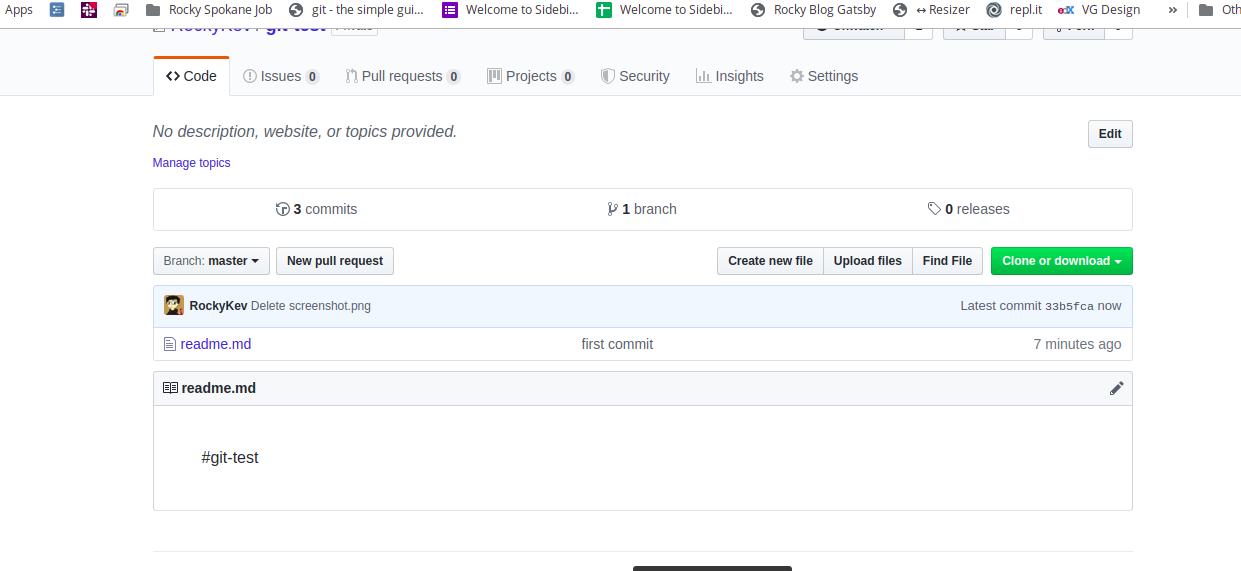 Apps Rocky Spokane Job git - the simple gui... Welcome to Sidebi... Welcome to Sidebi... Rocky Blog Gatsby ↔Resizer repl.it edX VG Design » Oth
RockyKev / git-test
Code Issues 0 Pull requests 0 Projects 0 Security Insights Settings
No description, website, or topics provided. Edit
Manage topics
3 commits 1 branch 0 releases
Branch: master New pull request Create new file Upload files Find File Clone or download
RockyKev Delete screenshot.png Latest commit 33b5fca now
readme.md first commit 7 minutes ago
readme.md
#git-test